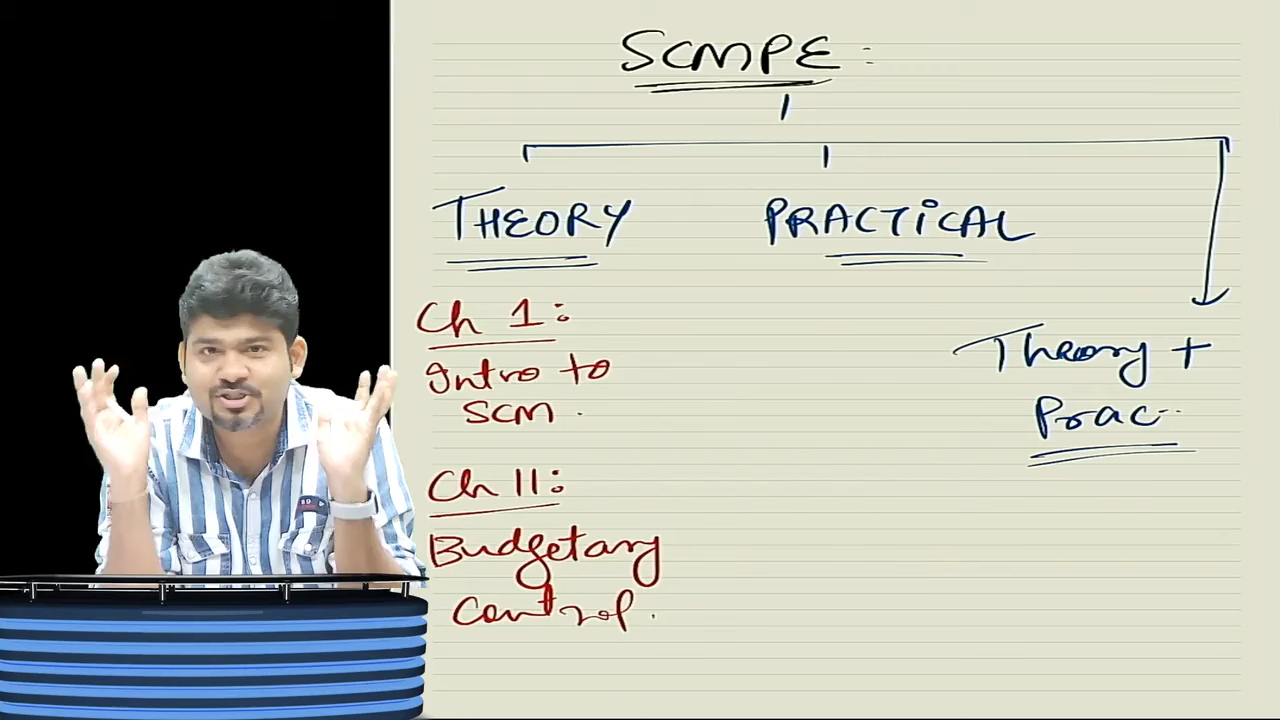 SCMPE :
THEORY
PRACTICAL
Theory +
Prac..
Ch 1:
Intro to
SCM .
Ch 11:
Budgetary
Control .